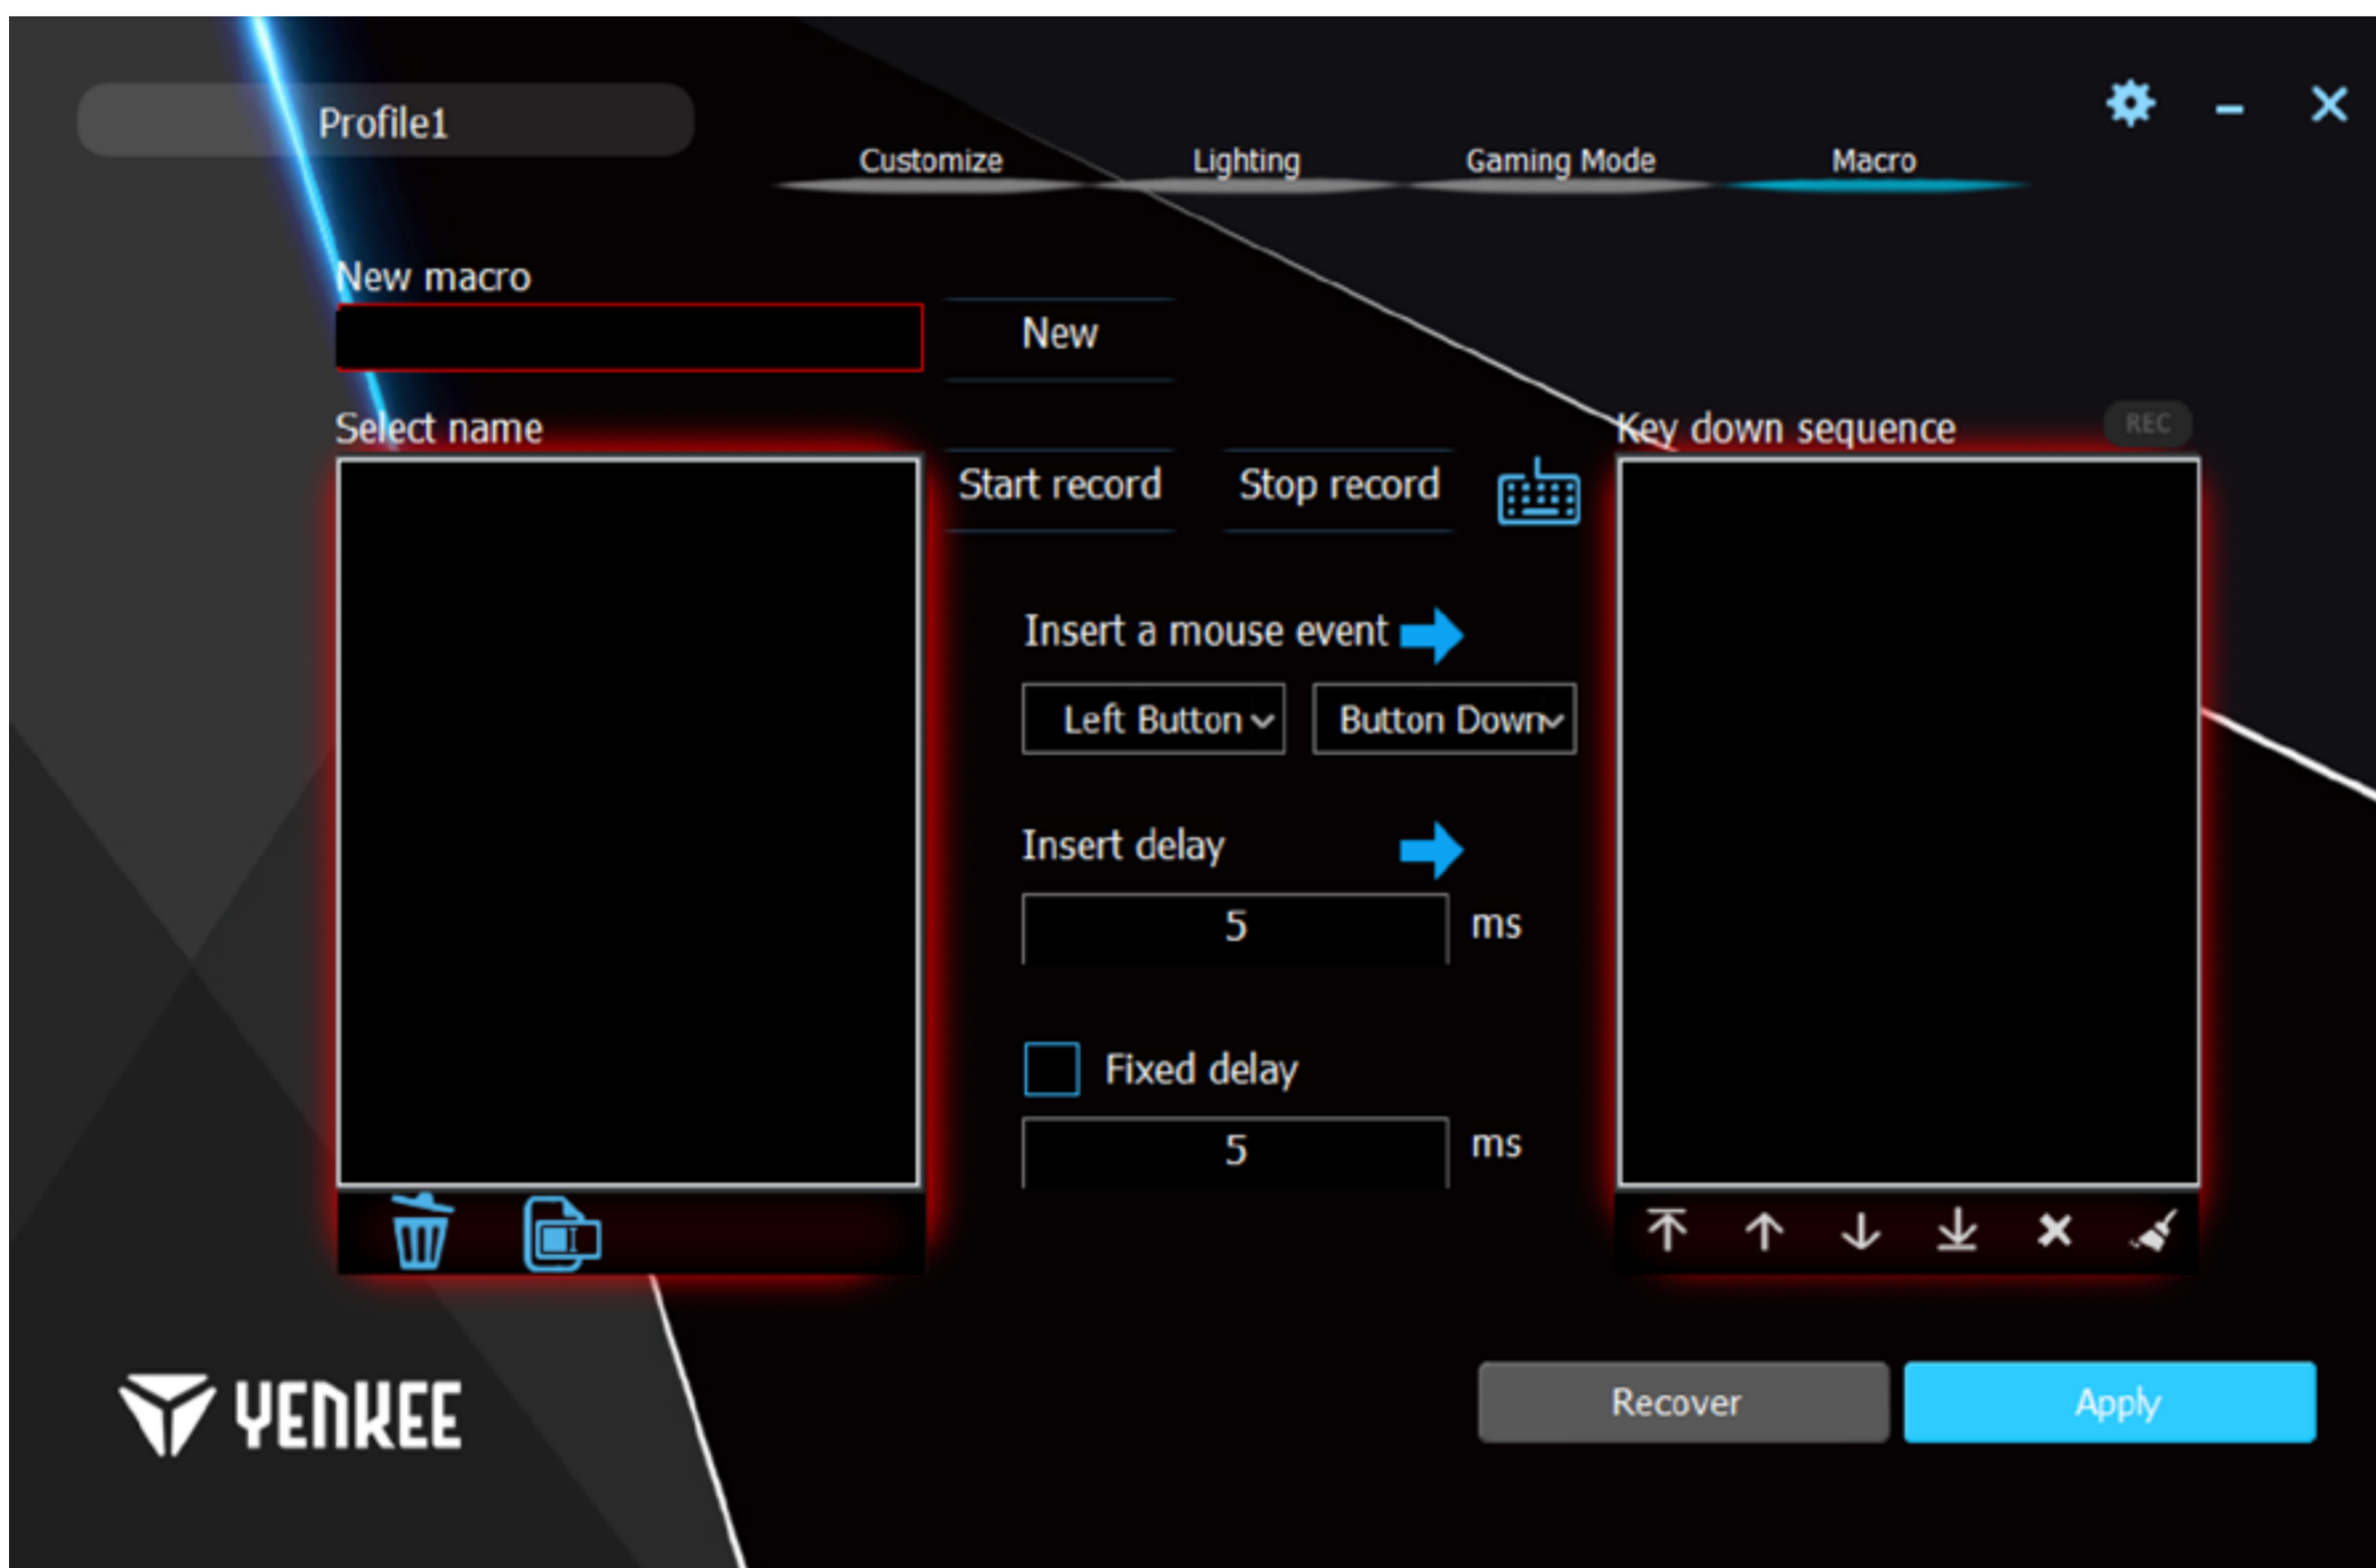 Profile1
Customize
Lighting
Gaming Mode
Macro
New macro
New
Select name
Start record
Stop record
Key down sequence
REC
Insert a mouse event
Left Button
Button Down
Insert delay
5
ms
Fixed delay
5
ms
YENKEE
Recover
Apply